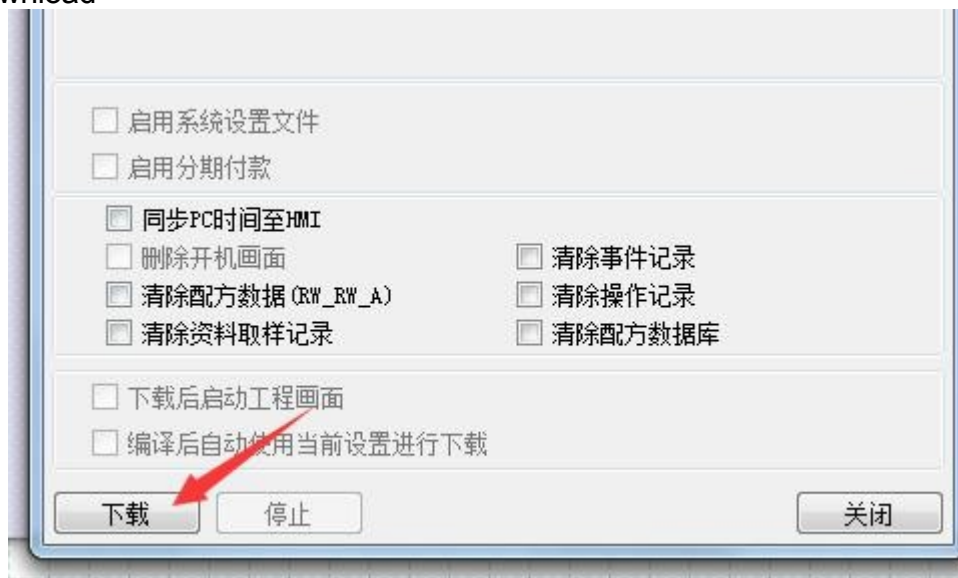 启用系统设置文件
启用分期付款
同步PC时间至HMI
删除开机画面
清除事件记录
清除配方数据(RW_RW_A)
清除操作记录
清除资料取样记录
清除配方数据库
下载后启动工程画面
编译后自动使用当前设置进行下载
下载
停止
关闭